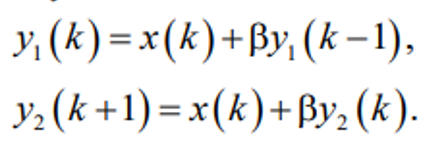 y₁(k) = x(k) + βy₁(k−1),
y₂(k+1) = x(k) + βy₂(k).